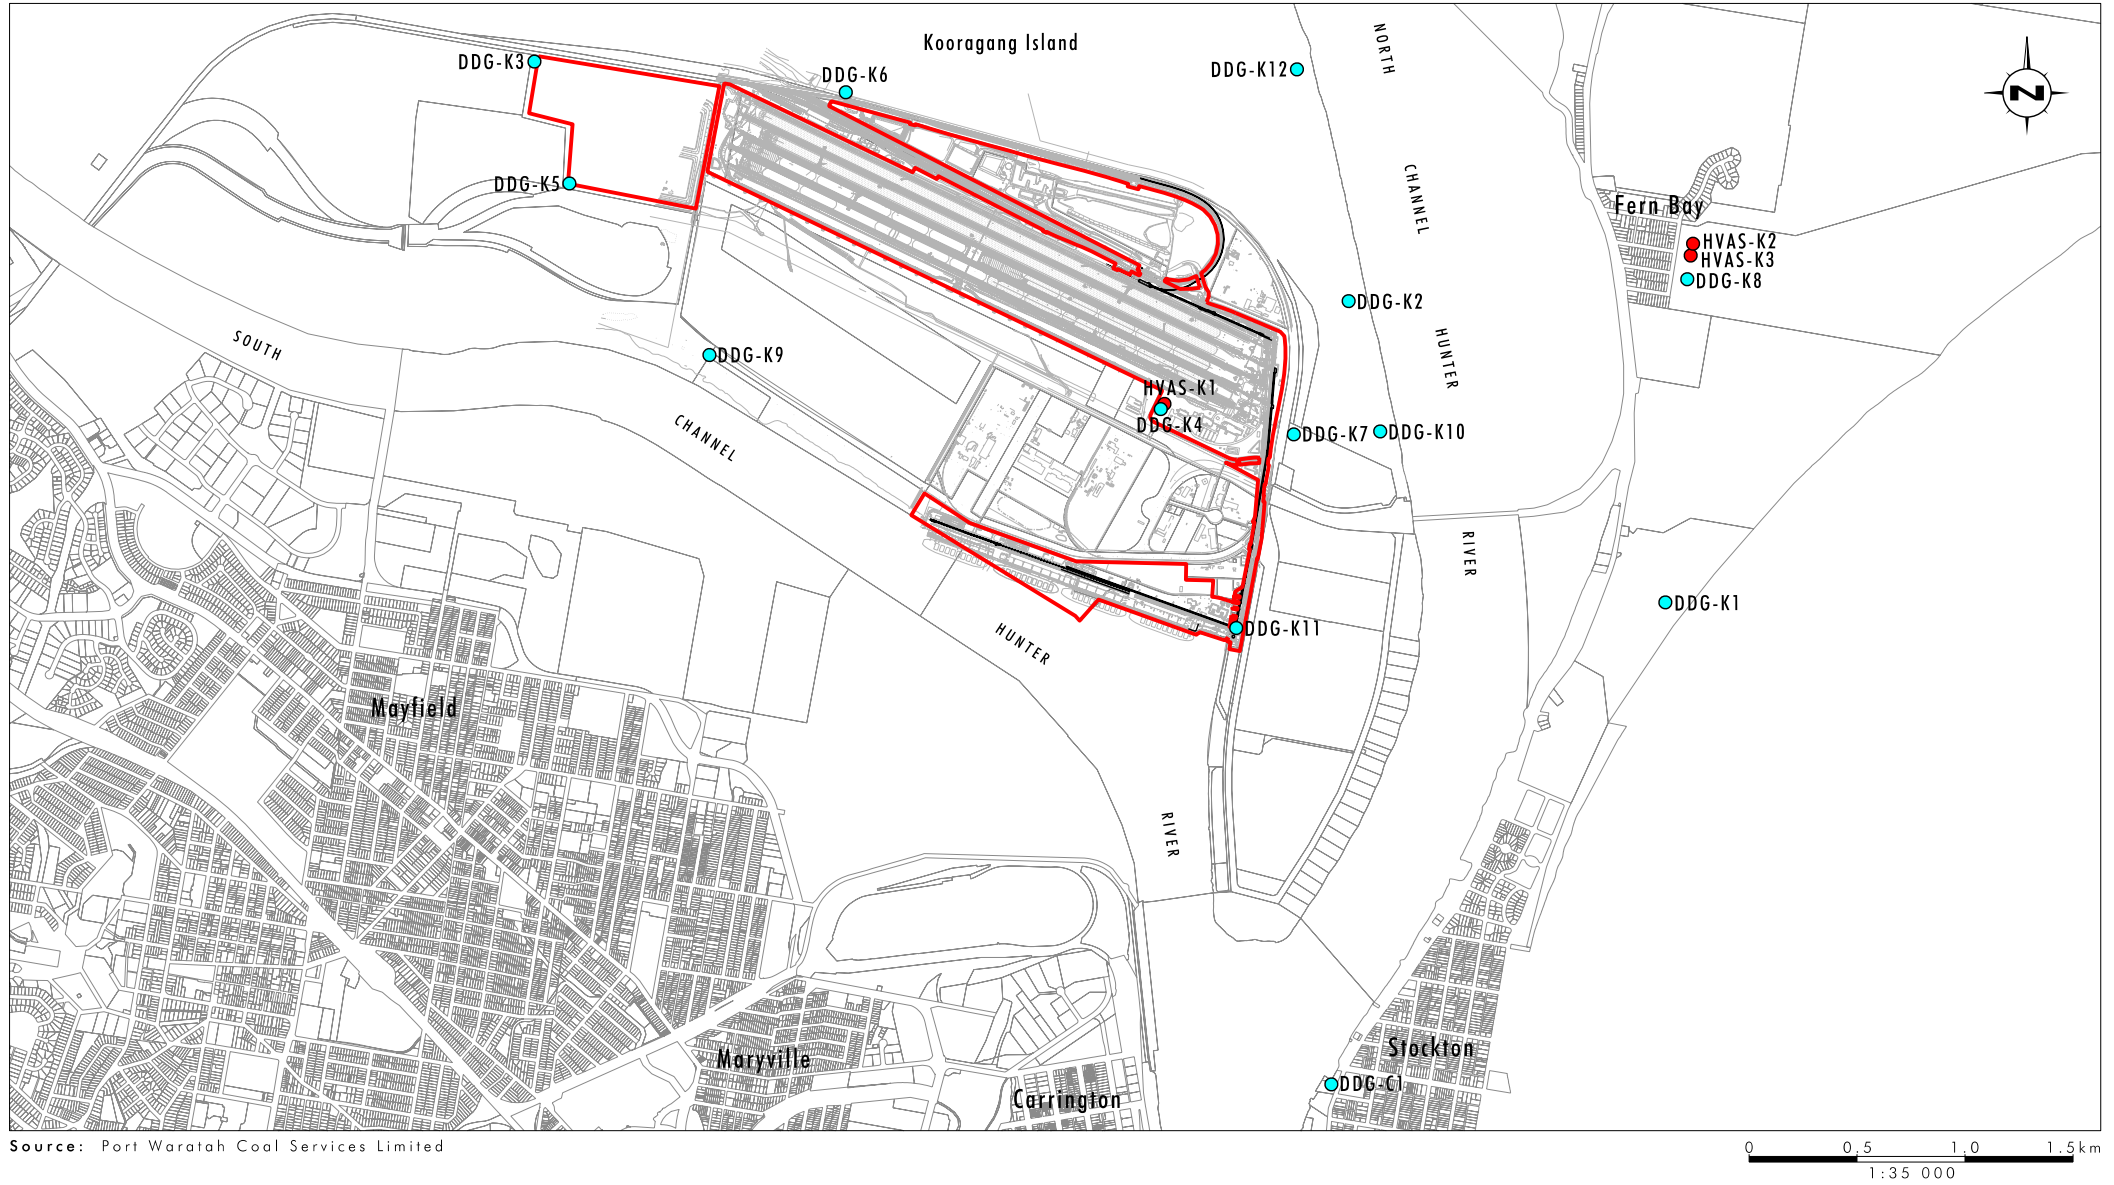 Kooragang Island
NORTH
DDG-K3
DDG-K6
DDG-K12
N
CHANNEL
DDG-K5
Fern Bay
HVAS-K2
HVAS-K3
DDG-K8
DDG-K2
SOUTH
DDG-K9
HUNTER
HVAS-K1
DDG-K4
CHANNEL
DDG-K7
DDG-K10
RIVER
DDG-K1
HUNTER
DDG-K11
Mayfield
RIVER
Maryville
Stockton
DDG-C1
Carrington
Source: Port Waratah Coal Services Limited
0 0.5 1.0 1.5km
1:35 000